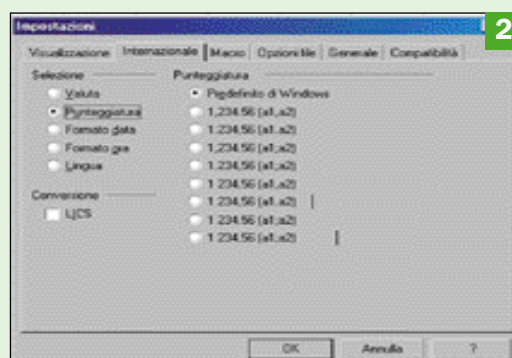 Impostazioni
2
Visualizzazione Internazionale Macro Opzioni file Generale Compatibilità
Selezione
Valuta
Punteggiatura
Formato data
Formato ore
Lingua
Conversione
LICS
Punteggiatura
Predefinito di Windows
1,234.56 (a1,a2)
1,234.56 (a1,a2)
1,234.56 (a1;a2)
1.234,56 (a1;a2)
1 234.56 (a1,a2)
1 234,56 (a1.a2)
1 234.56 (a1;a2)
1 234,56 (a1;a2)
OK Annulla ?